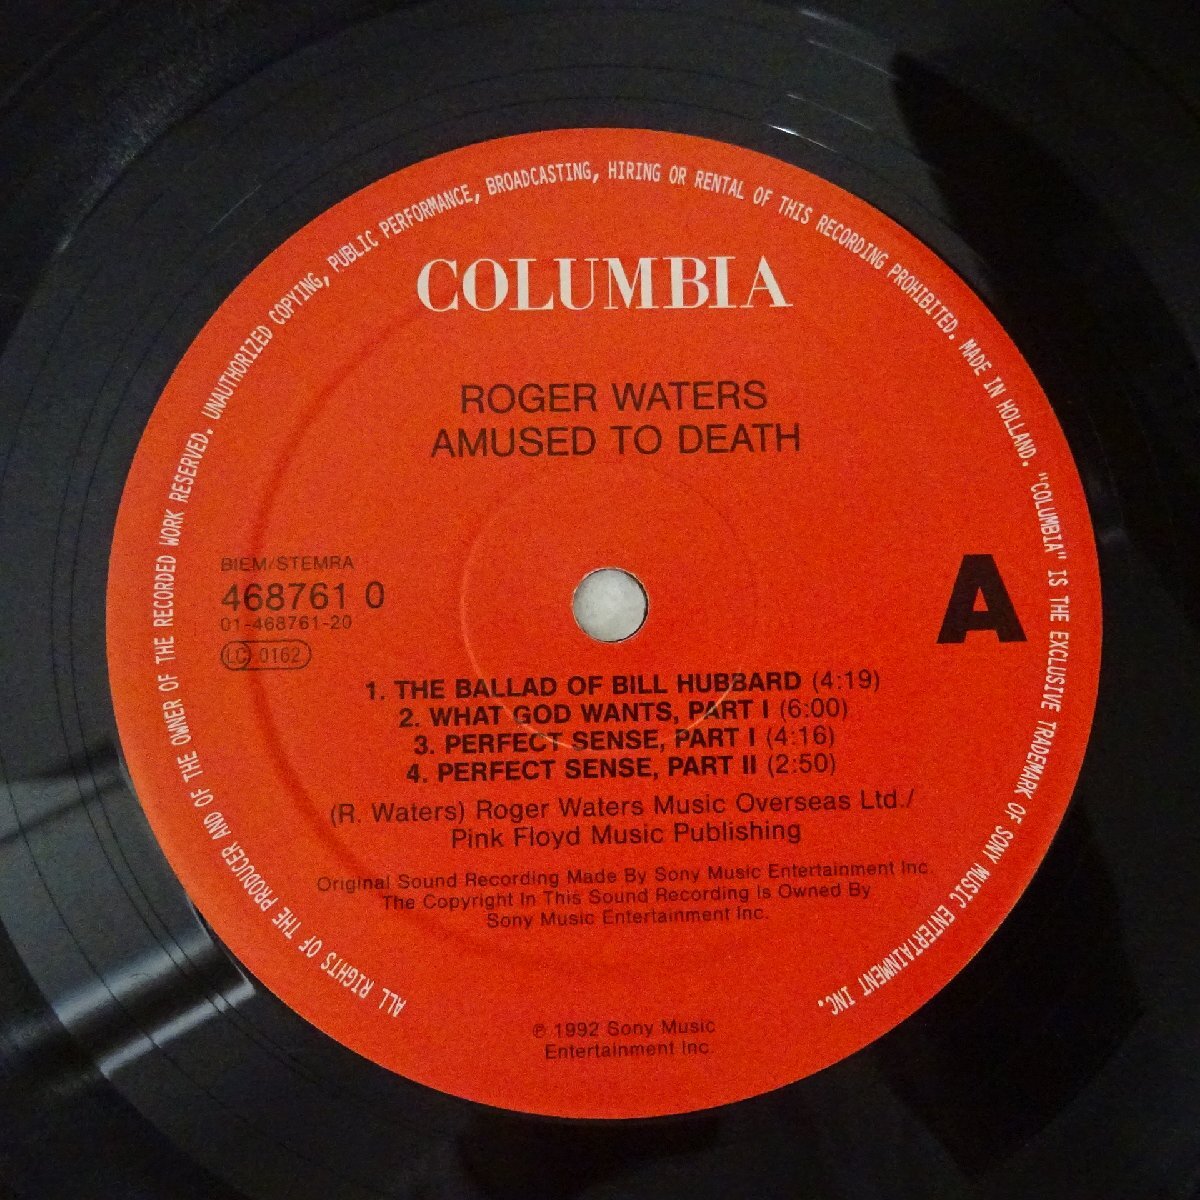 ALL RIGHTS OF THE PRODUCER AND OF THE OWNER OF THE RECORDED WORK RESERVED. UNAUTHORIZED COPYING, PUBLIC PERFORMANCE, BROADCASTING, HIRING OR RENTAL OF THIS RECORDING PROHIBITED. MADE IN HOLLAND. "COLUMBIA" IS THE EXCLUSIVE TRADEMARK OF SONY MUSIC ENTERTAINMENT INC.
COLUMBIA
ROGER WATERS
AMUSED TO DEATH
BIEM/STEMRA
468761 0
01-468761-20
LC 0162
A
1. THE BALLAD OF BILL HUBBARD (4:19)
2. WHAT GOD WANTS, PART I (6:00)
3. PERFECT SENSE, PART I (4:16)
4. PERFECT SENSE, PART II (2:50)
(R. Waters) Roger Waters Music Overseas Ltd./
Pink Floyd Music Publishing
Original Sound Recording Made By Sony Music Entertainment Inc.
The Copyright In This Sound Recording Is Owned By
Sony Music Entertainment Inc.
℗ 1992 Sony Music
Entertainment Inc.